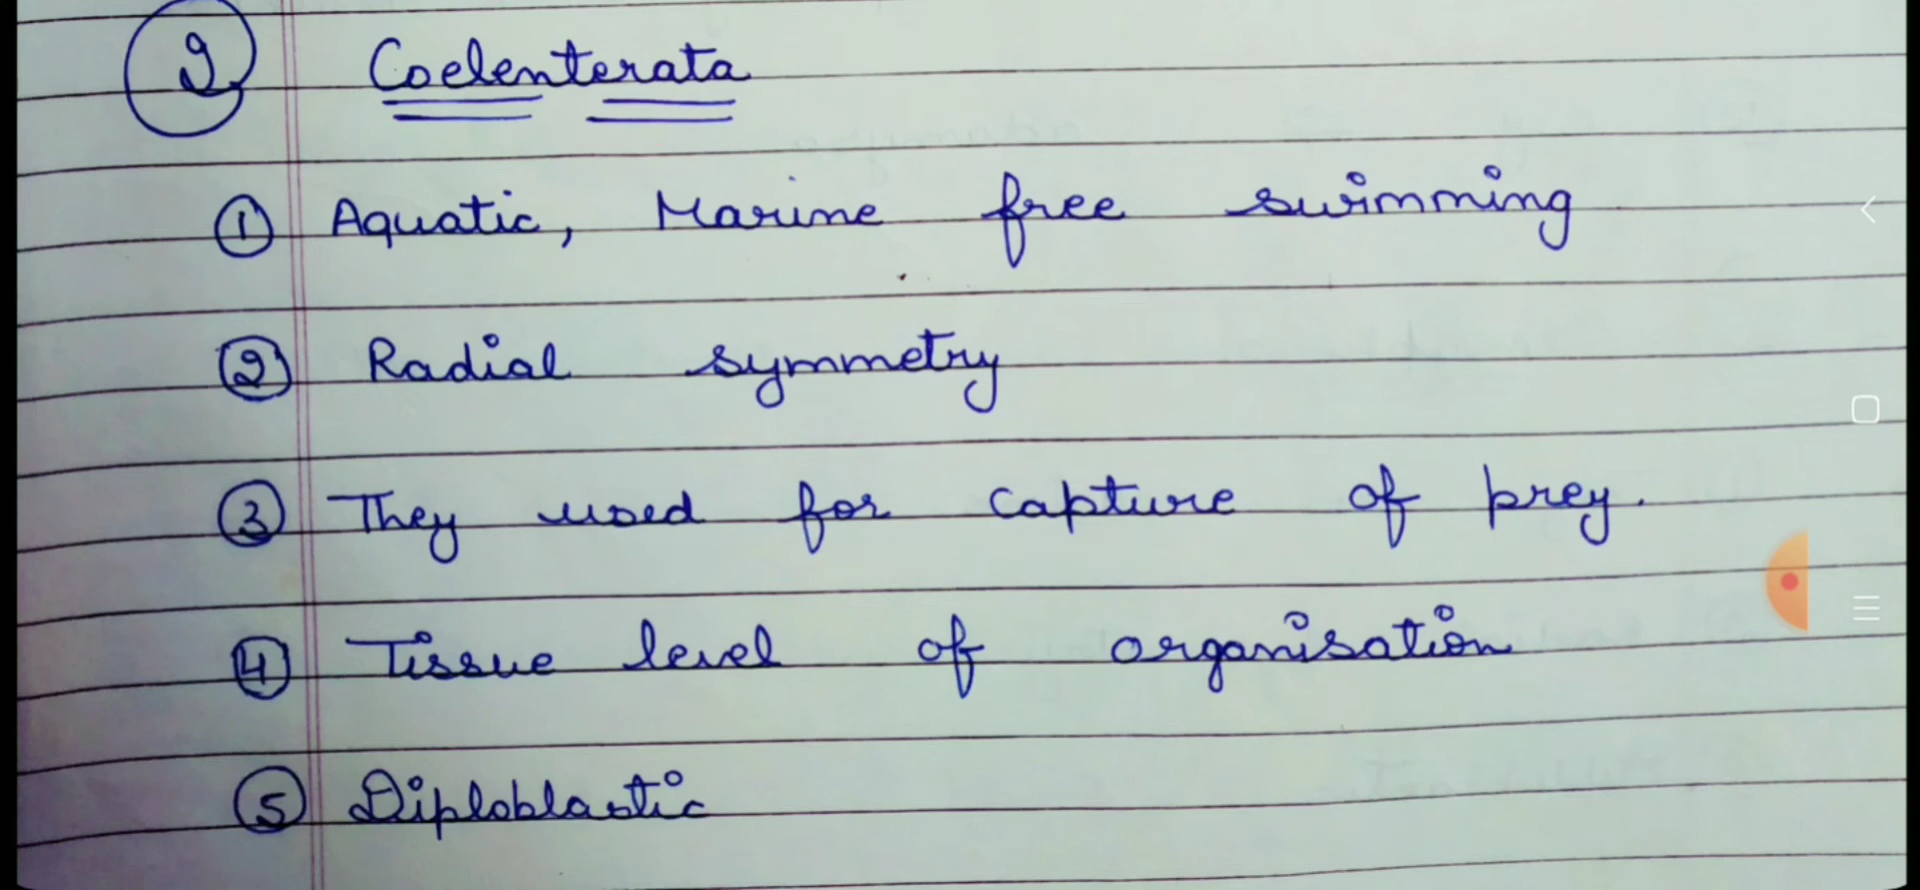 2 Coelenterata
1 Aquatic, Marine free swimming
2 Radial symmetry
3 They used for capture of prey.
4 Tissue level of organisation
5 Diploblastic